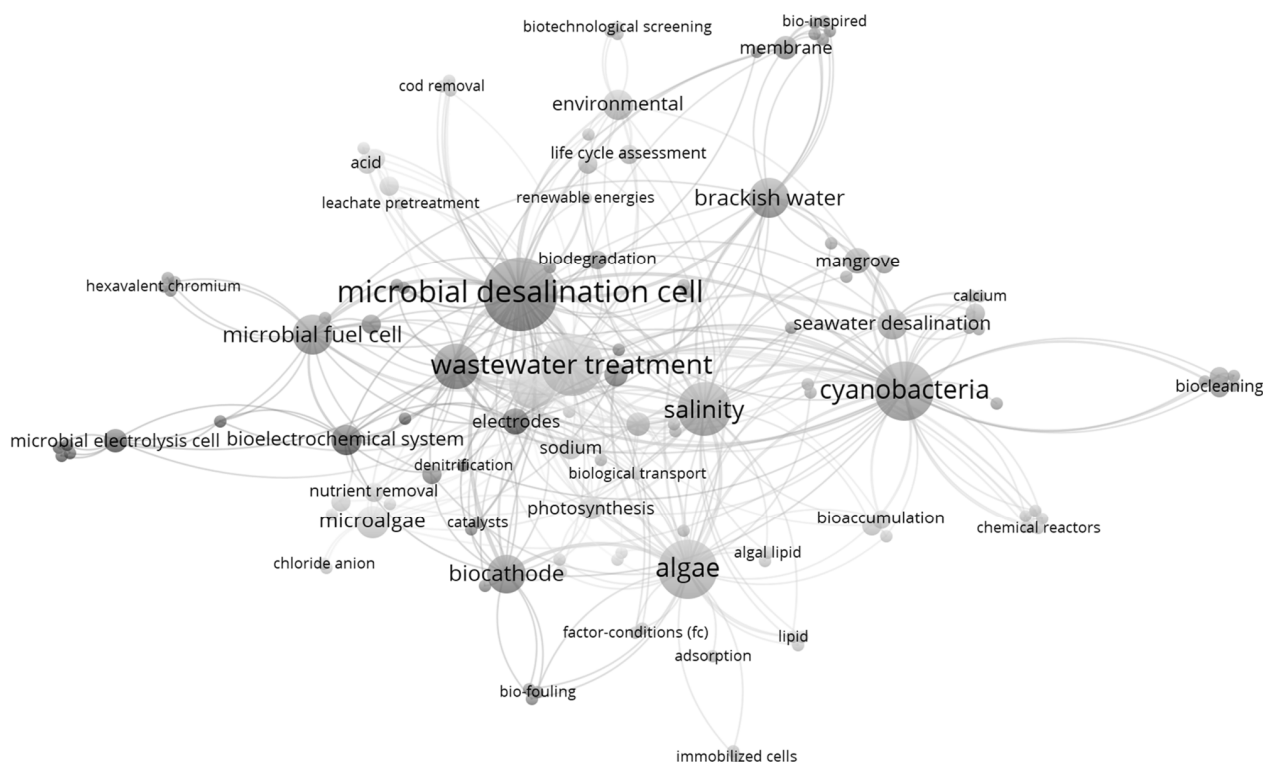 bio-inspired
biotechnological screening
membrane
cod removal
environmental
life cycle assessment
acid
renewable energies
brackish water
leachate pretreatment
biodegradation
mangrove
hexavalent chromium
microbial desalination cell
calcium
microbial fuel cell
seawater desalination
wastewater treatment
cyanobacteria
biocleaning
salinity
electrodes
microbial electrolysis cell
bioelectrochemical system
sodium
denitrification
biological transport
nutrient removal
photosynthesis
microalgae
catalysts
bioaccumulation
chemical reactors
chloride anion
biocathode
algae
algal lipid
factor-conditions (fc)
lipid
adsorption
bio-fouling
immobilized cells